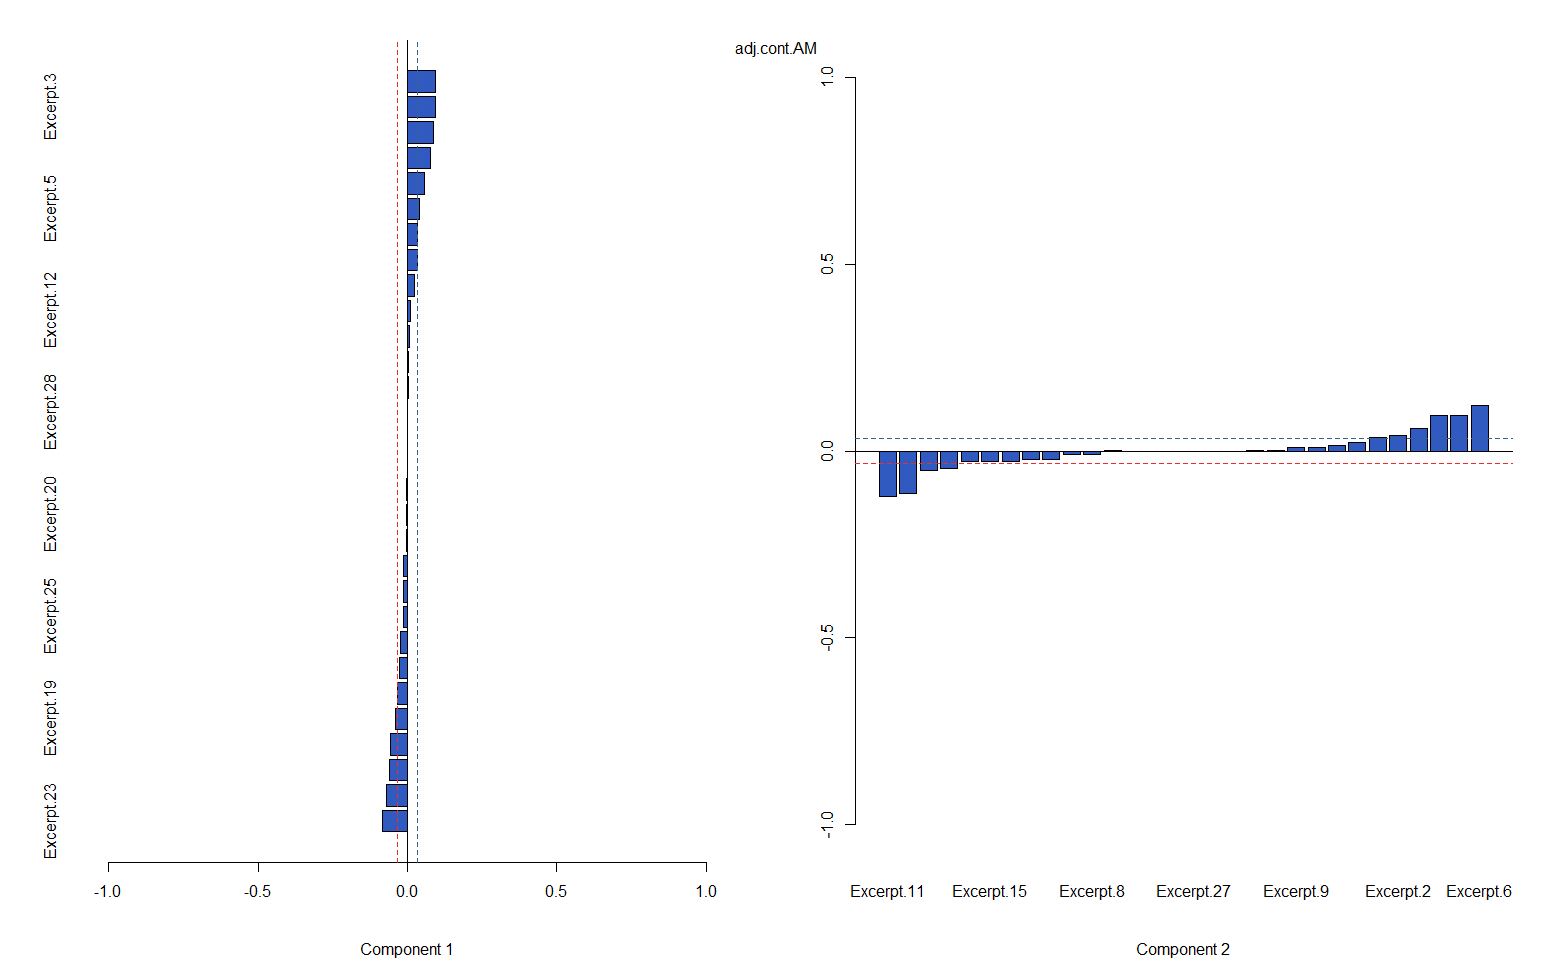 adj.cont.AM
Excerpt.3
Excerpt.5
Excerpt.12
Excerpt.28
Excerpt.20
Excerpt.25
Excerpt.19
Excerpt.23
-1.0 -0.5 0.0 0.5 1.0
Component 1
1.0
0.5
0.0
-0.5
-1.0
Excerpt.11 Excerpt.15 Excerpt.8 Excerpt.27 Excerpt.9 Excerpt.2 Excerpt.6
Component 2